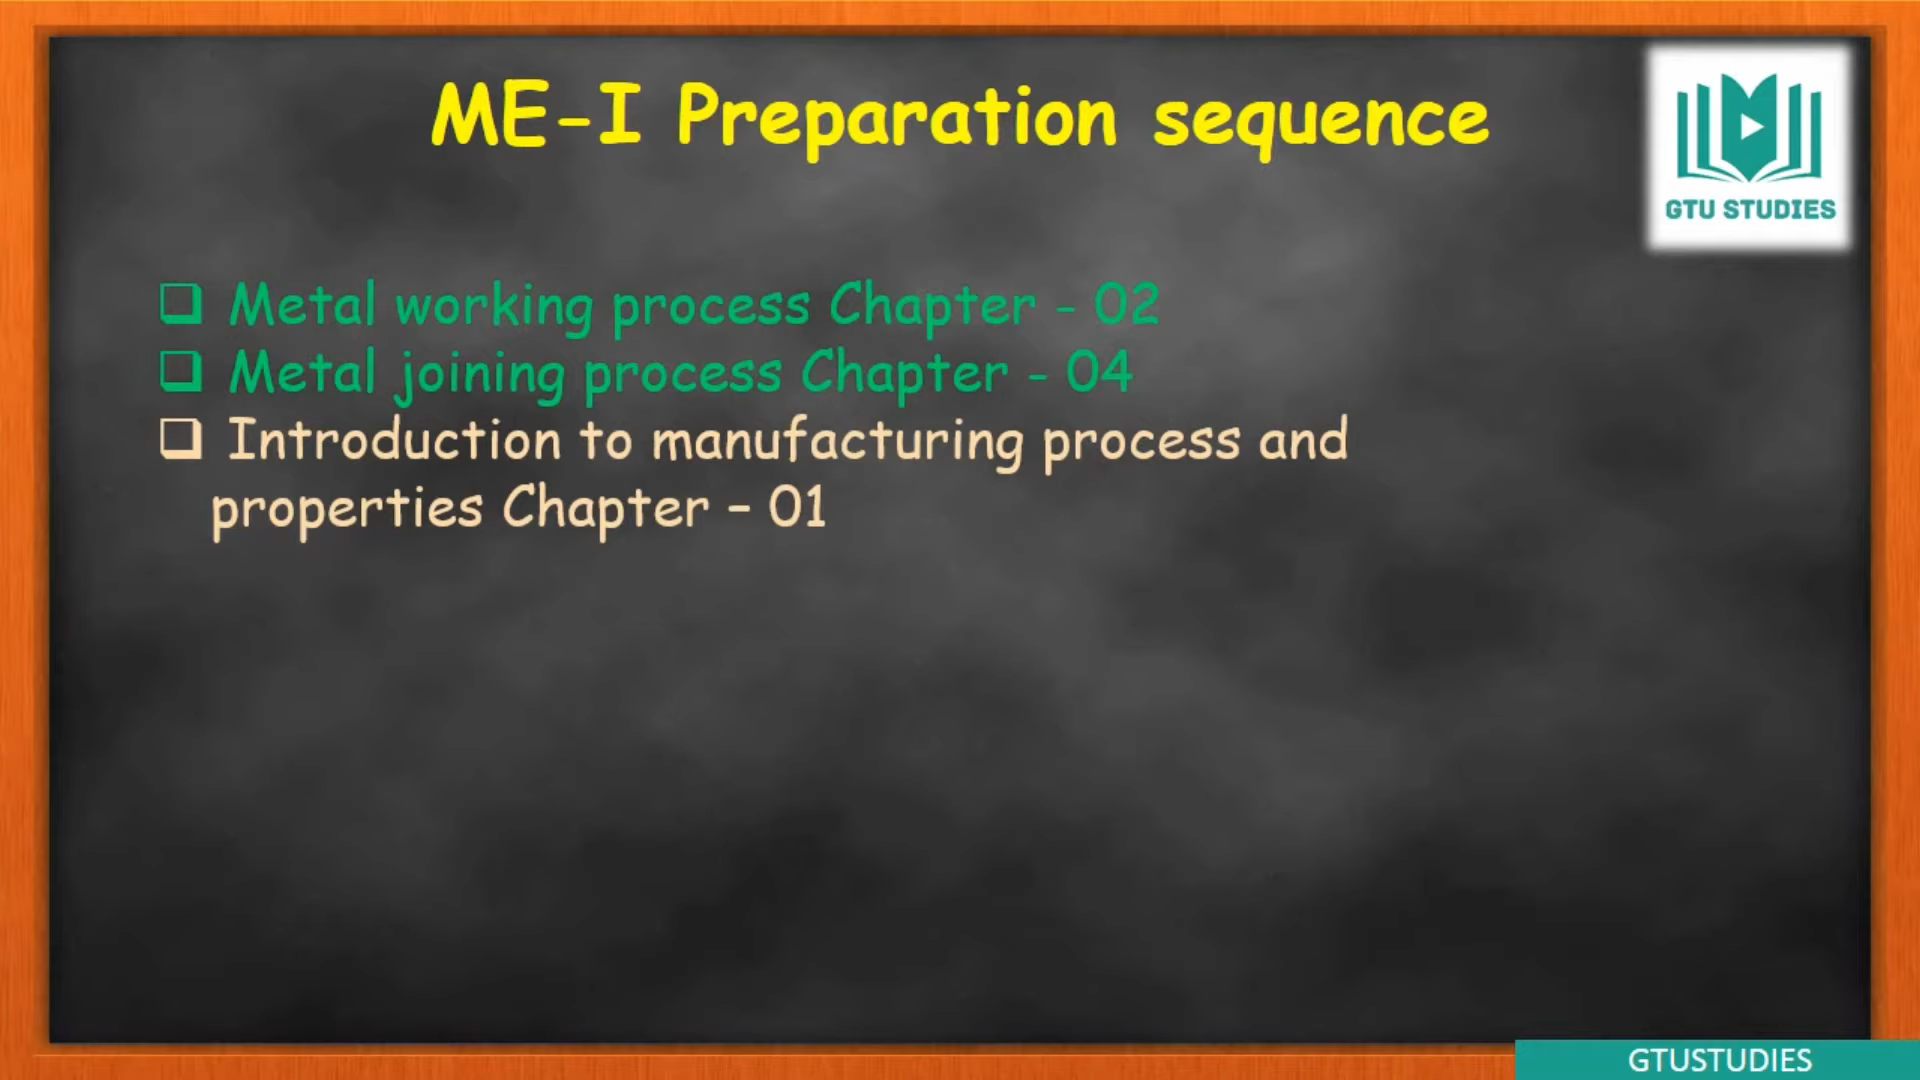 ME-I Preparation sequence
GTU STUDIES
❑ Metal working process Chapter - 02
❑ Metal joining process Chapter - 04
❑ Introduction to manufacturing process and
properties Chapter – 01
GTUSTUDIES